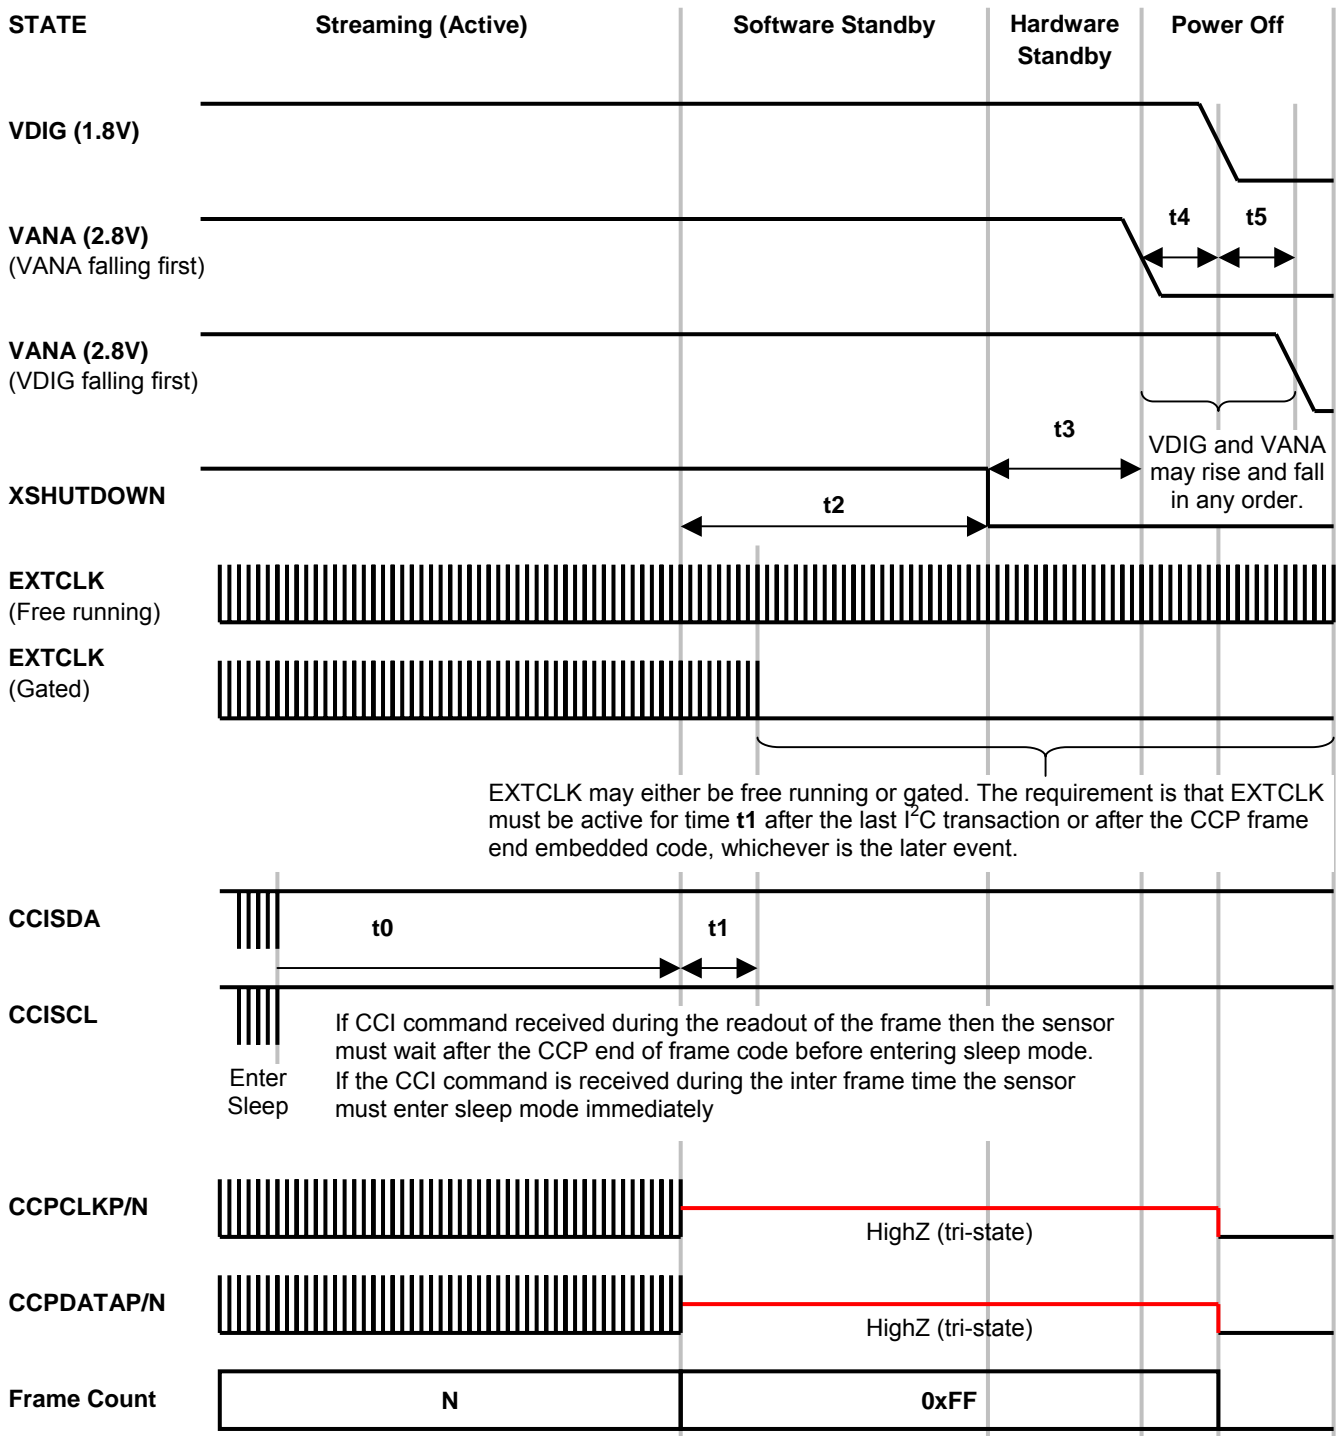 STATE
Streaming (Active)
Software Standby
Hardware
Standby
Power Off
VDIG (1.8V)
VANA (2.8V)
(VANA falling first)
t4
t5
VANA (2.8V)
(VDIG falling first)
t3
VDIG and VANA
may rise and fall
in any order.
XSHUTDOWN
t2
EXTCLK
(Free running)
EXTCLK
(Gated)
EXTCLK may either be free running or gated. The requirement is that EXTCLK
must be active for time t1 after the last I²C transaction or after the CCP frame
end embedded code, whichever is the later event.
CCISDA
t0
t1
CCISCL
Enter
Sleep
If CCI command received during the readout of the frame then the sensor
must wait after the CCP end of frame code before entering sleep mode.
If the CCI command is received during the inter frame time the sensor
must enter sleep mode immediately
CCPCLKP/N
HighZ (tri-state)
CCPDATAP/N
HighZ (tri-state)
Frame Count
N
0xFF